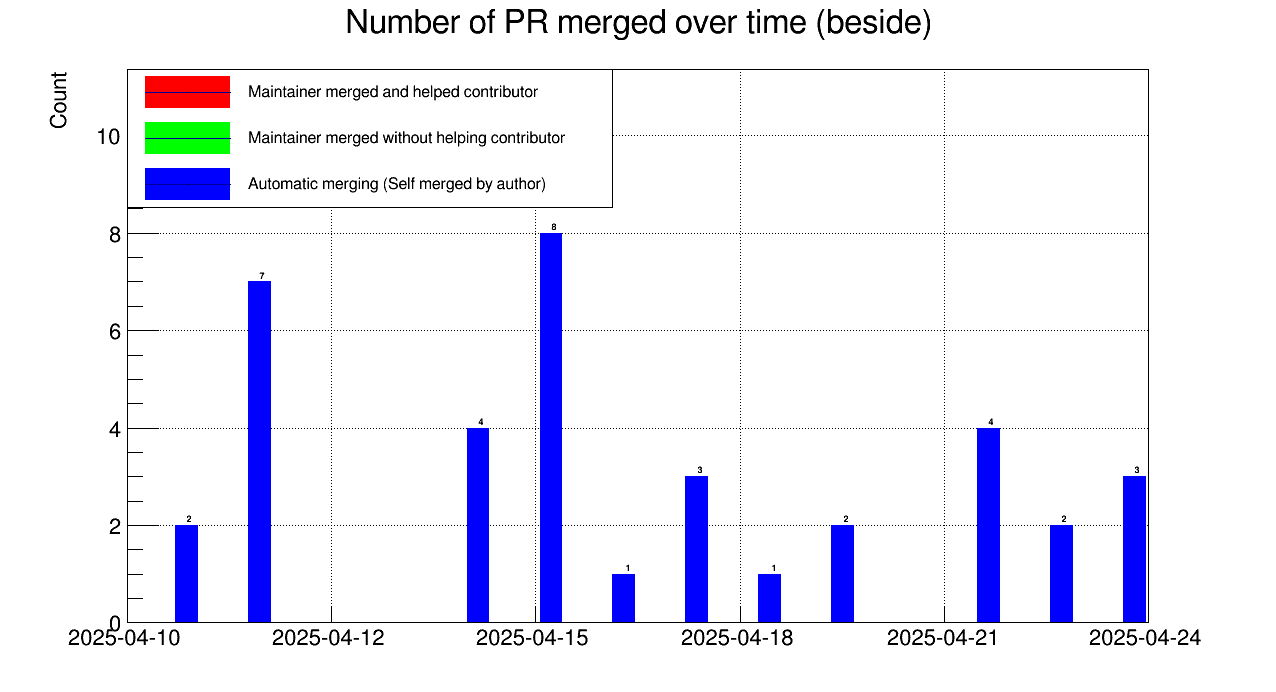 Number of PR merged over time (beside)
Count
Maintainer merged and helped contributor
Maintainer merged without helping contributor
Automatic merging (Self merged by author)
10
8
6
4
2
0
2
7
4
8
1
3
1
2
4
2
3
2025-04-10 2025-04-12 2025-04-15 2025-04-18 2025-04-21 2025-04-24